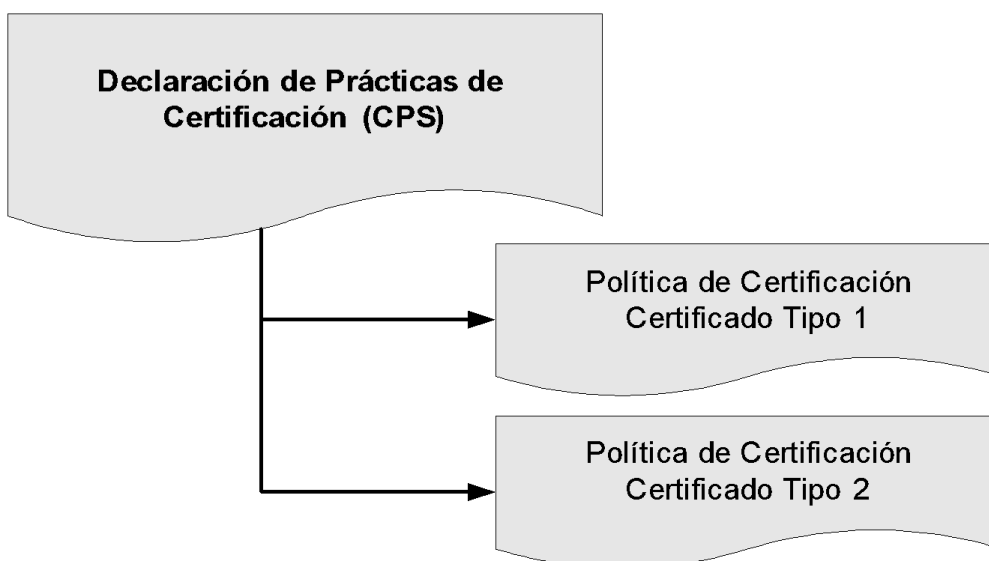 Declaración de Prácticas de
Certificación (CPS)
Política de Certificación
Certificado Tipo 1
Política de Certificación
Certificado Tipo 2